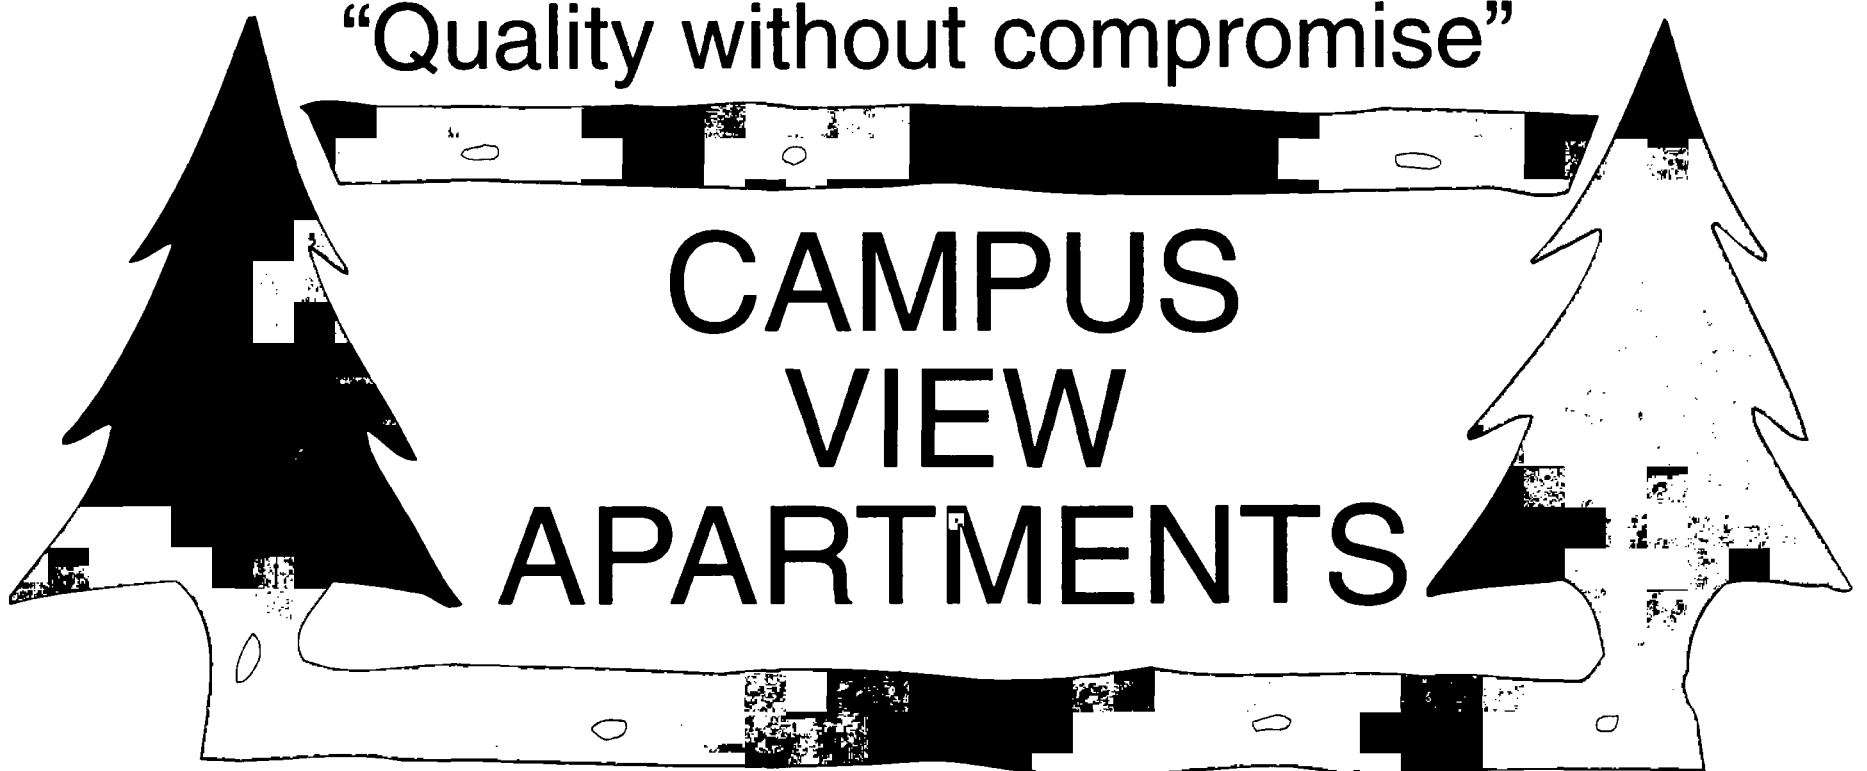 “Quality without compromise”
CAMPUS
VIEW
APARTMENTS